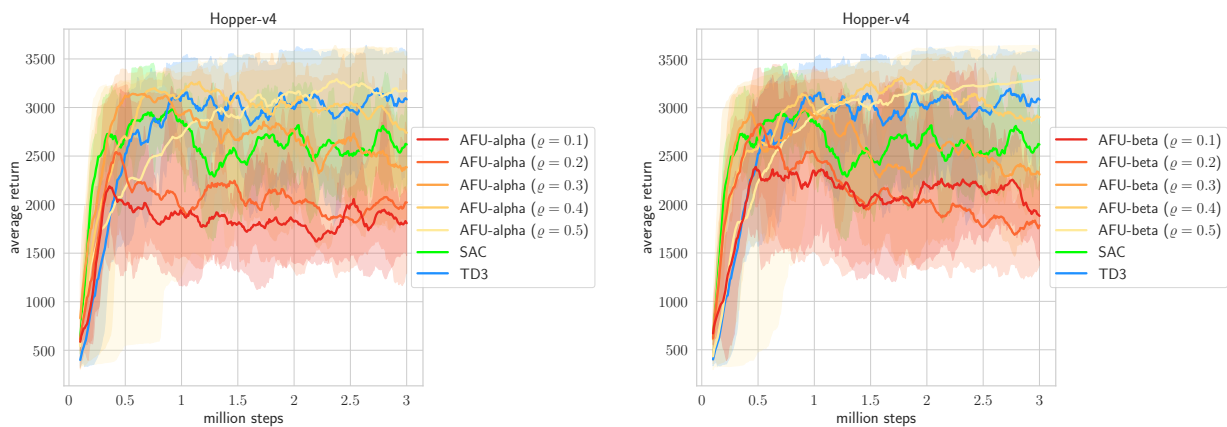 Hopper-v4
3500
3000
2500
2000
1500
1000
500
average return
0
0.5
1
1.5
2
2.5
3
million steps
AFU-alpha (ϱ = 0.1)
AFU-alpha (ϱ = 0.2)
AFU-alpha (ϱ = 0.3)
AFU-alpha (ϱ = 0.4)
AFU-alpha (ϱ = 0.5)
SAC
TD3
Hopper-v4
3500
3000
2500
2000
1500
1000
500
average return
0
0.5
1
1.5
2
2.5
3
million steps
AFU-beta (ϱ = 0.1)
AFU-beta (ϱ = 0.2)
AFU-beta (ϱ = 0.3)
AFU-beta (ϱ = 0.4)
AFU-beta (ϱ = 0.5)
SAC
TD3